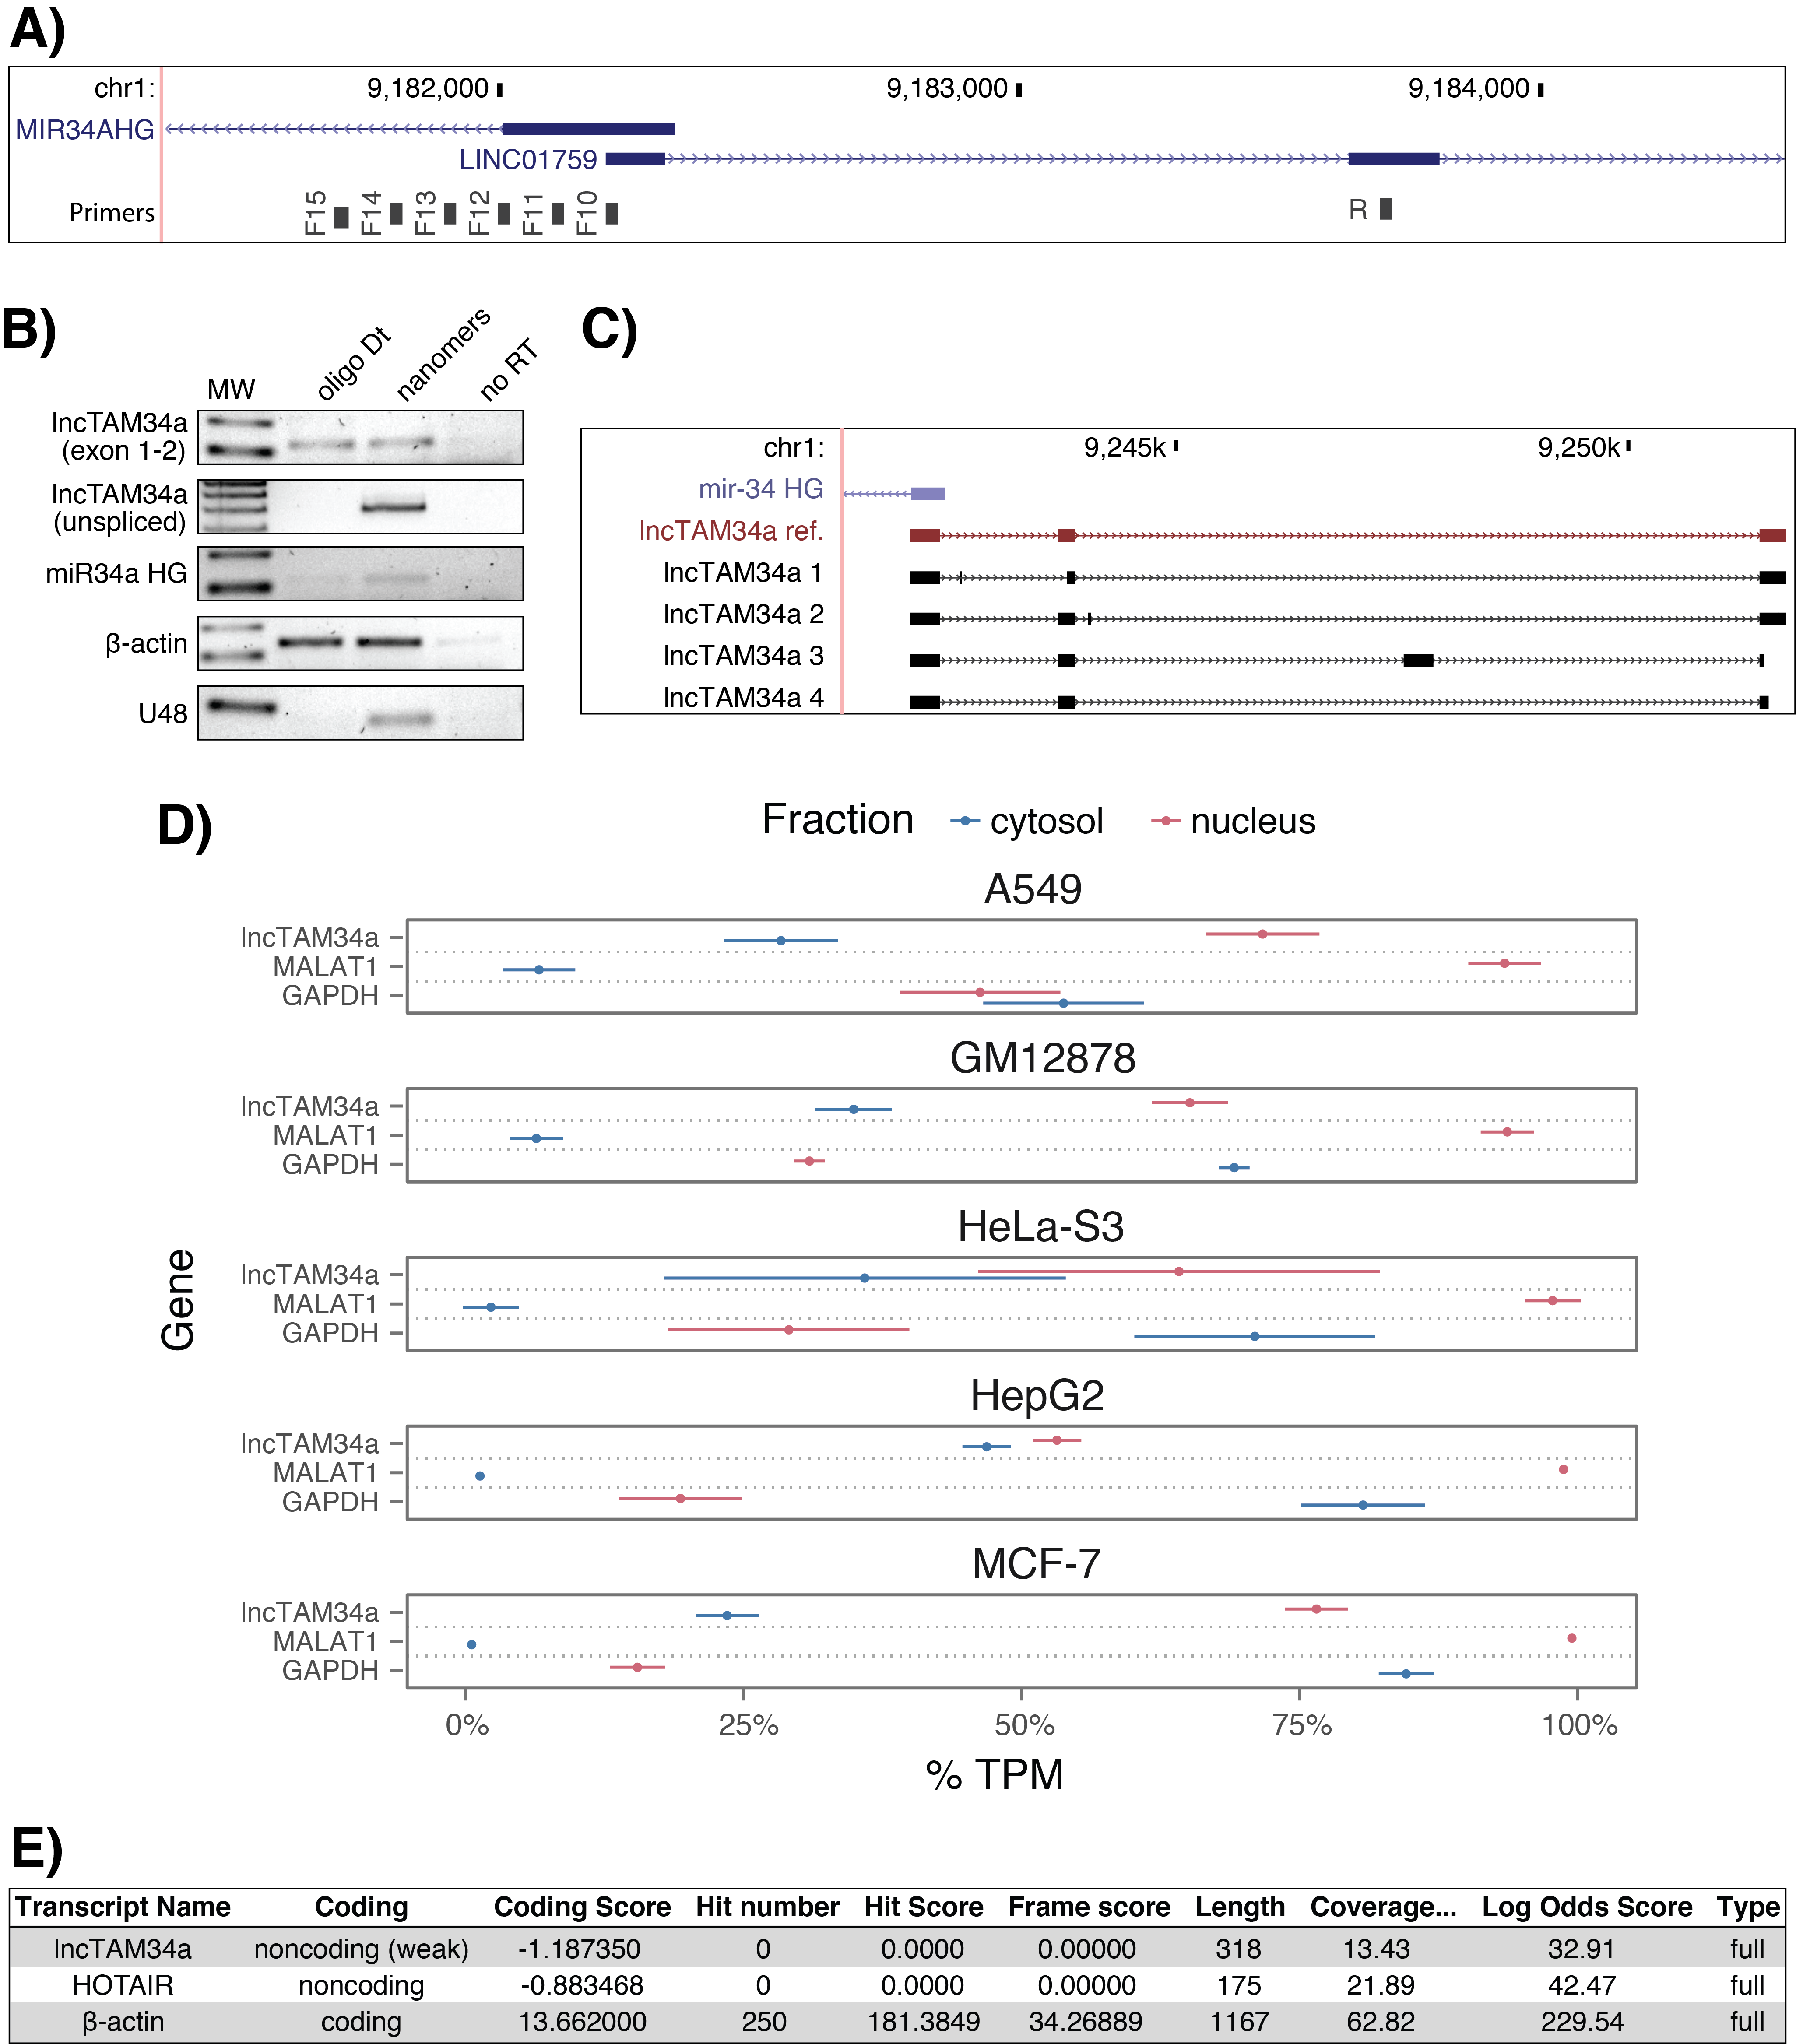 A)
chr1: 9,182,000 9,183,000 9,184,000
MIR34AHG
LINC01759
Primers F15 F14 F13 F12 F11 F10 R
B)
MW oligo Dt nanomers no RT
lncTAM34a
(exon 1-2)
lncTAM34a
(unspliced)
miR34a HG
β-actin
U48
C)
chr1: 9,245k 9,250k
mir-34 HG
lncTAM34a ref.
lncTAM34a 1
lncTAM34a 2
lncTAM34a 3
lncTAM34a 4
D)
Fraction cytosol nucleus
A549
lncTAM34a
MALAT1
GAPDH
GM12878
lncTAM34a
MALAT1
GAPDH
HeLa-S3
lncTAM34a
MALAT1
GAPDH
Gene
HepG2
lncTAM34a
MALAT1
GAPDH
MCF-7
lncTAM34a
MALAT1
GAPDH
0% 25% 50% 75% 100%
% TPM
E)
Transcript Name Coding Coding Score Hit number Hit Score Frame score Length Coverage... Log Odds Score Type
lncTAM34a noncoding (weak) -1.187350 0 0.0000 0.00000 318 13.43 32.91 full
HOTAIR noncoding -0.883468 0 0.0000 0.00000 175 21.89 42.47 full
β-actin coding 13.662000 250 181.3849 34.26889 1167 62.82 229.54 full